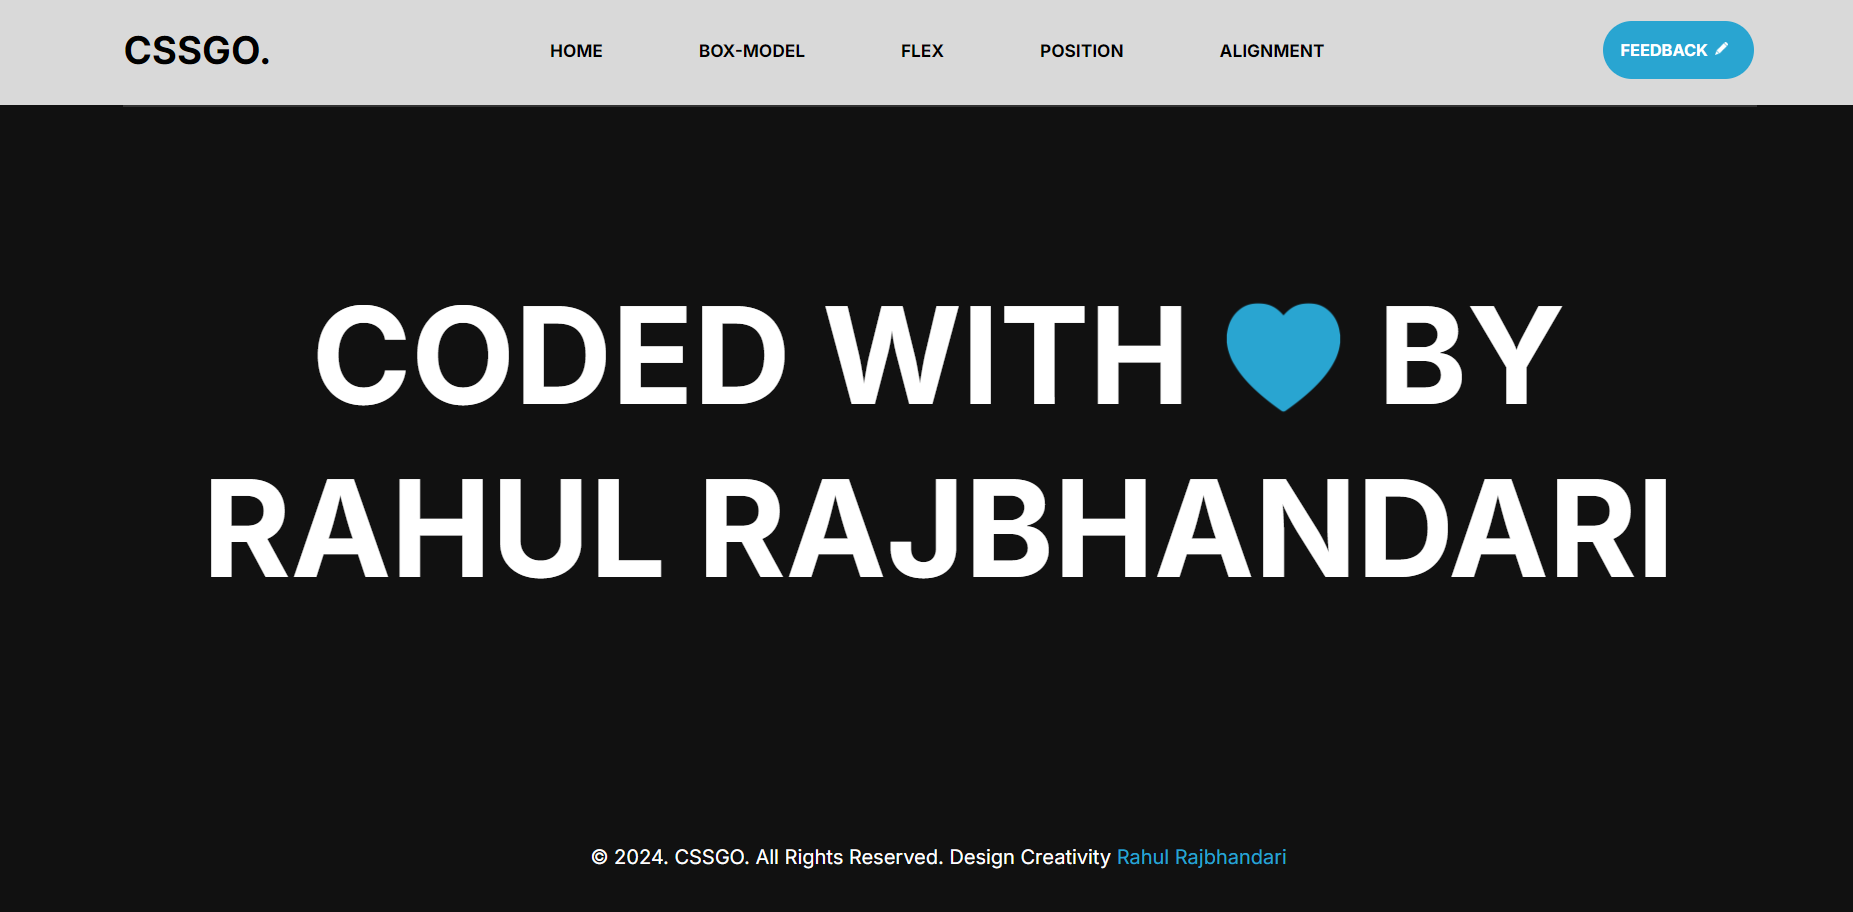 CSSGO.
HOME BOX-MODEL FLEX POSITION ALIGNMENT
FEEDBACK
CODED WITH BY
RAHUL RAJBHANDARI
© 2024. CSSGO. All Rights Reserved. Design Creativity Rahul Rajbhandari